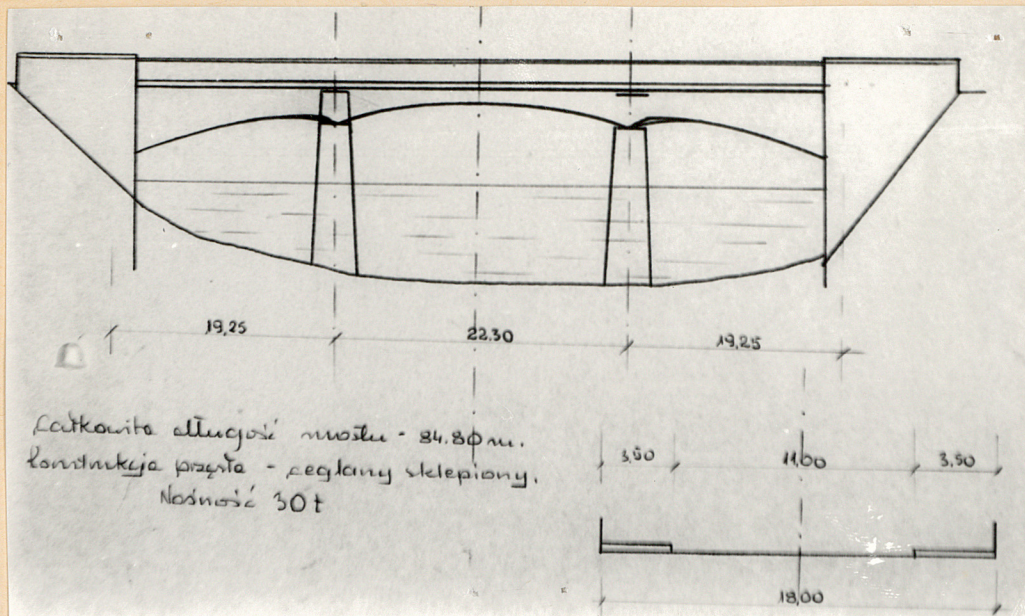 19,25
22.30
19,25
Całkowita długość mostu - 84.80 m.
Konstrukcja przęsła - ceglany sklepiony.
Nośność 30 t
3,50
11,00
3,50
18,00